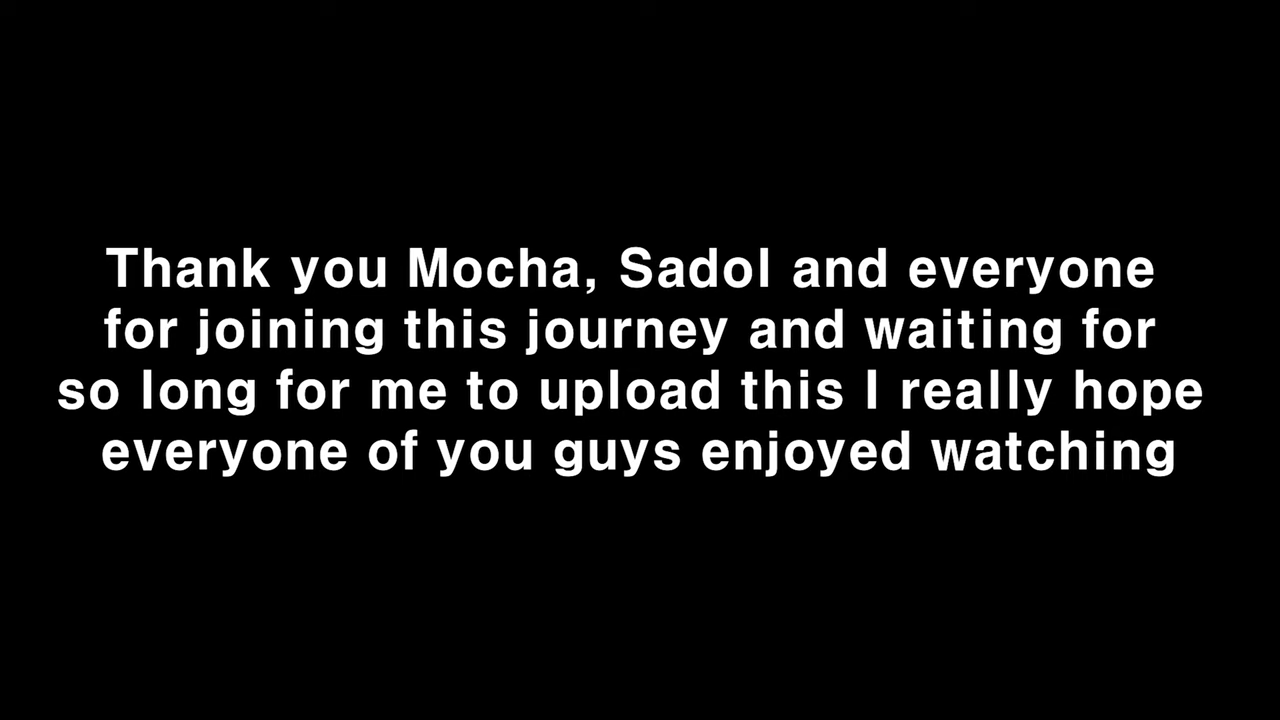 Thank you Mocha, Sadol and everyone
for joining this journey and waiting for
so long for me to upload this I really hope
everyone of you guys enjoyed watching